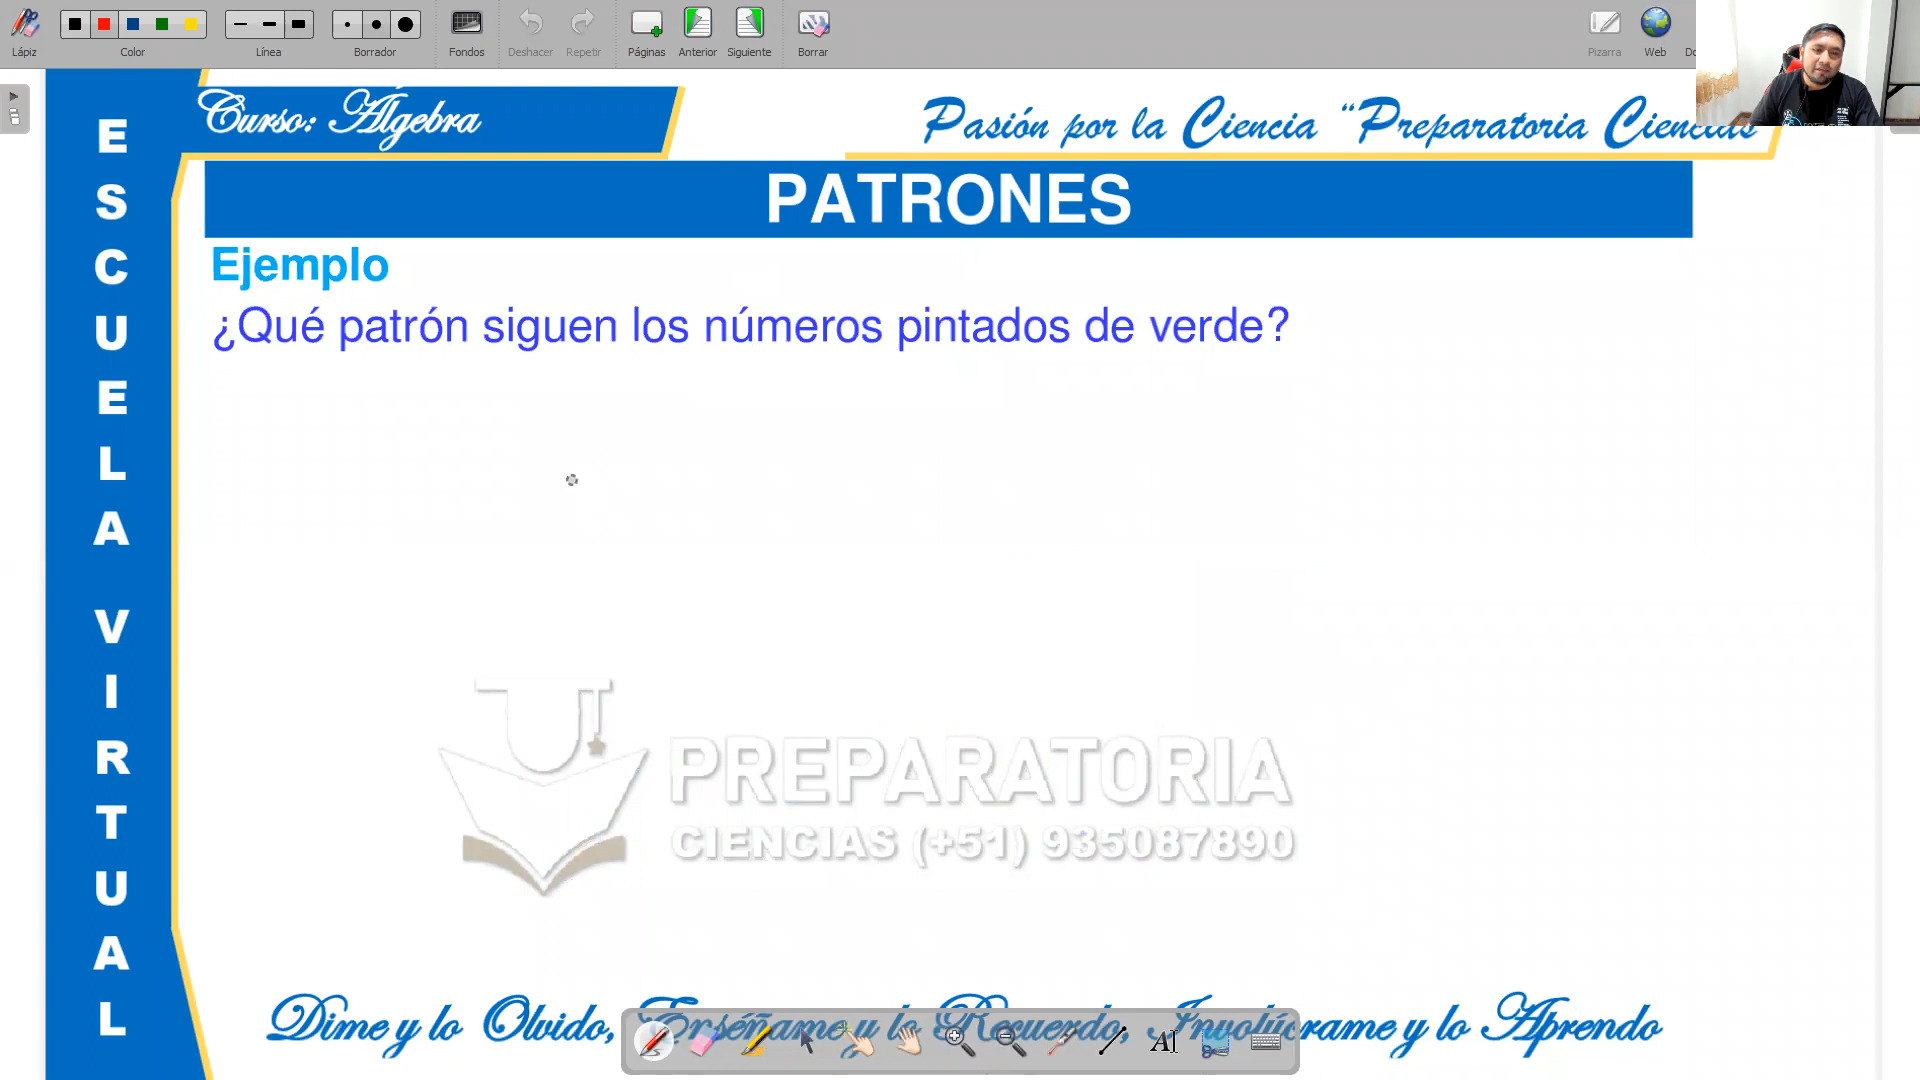 Lápiz
Color
Línea
Borrador
Fondos
Deshacer
Repetir
Páginas
Anterior
Siguiente
Borrar
Pizarra
Web
Curso: Álgebra
Pasión por la Ciencia “Preparatoria Ciencias
PATRONES
Ejemplo
¿Qué patrón siguen los números pintados de verde?
ESCUELA VIRTUAL
PREPARATORIA
CIENCIAS (+51) 935087890
Dime y lo Olvido, Enséñame y lo Recuerdo, Involúcrame y lo Aprendo